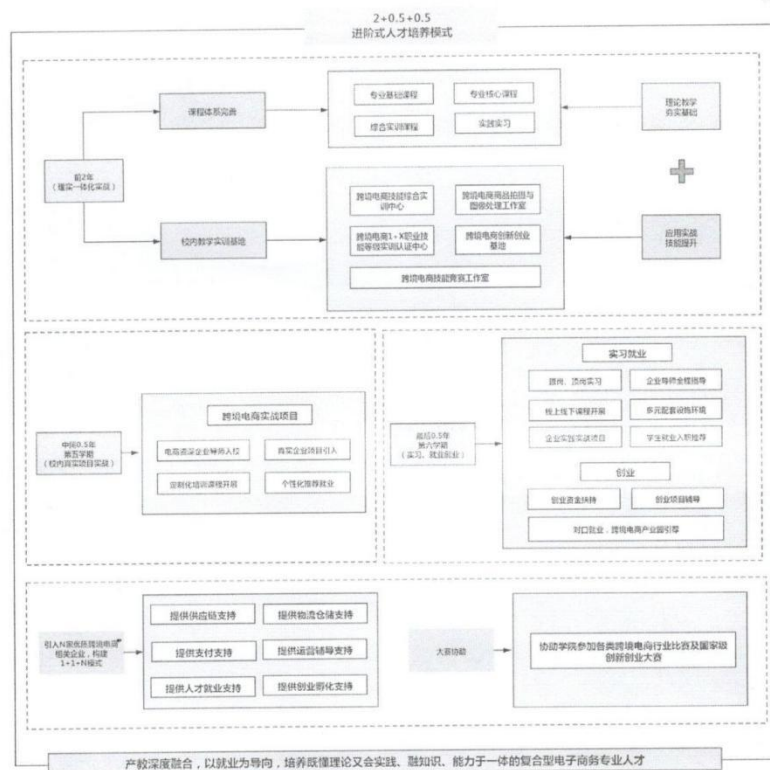 2+0.5+0.5
进阶式人才培养模式
课程体系完善
专业基础课程
专业核心课程
综合实训课程
实践实习
理论教学
夯实基础
前2年
(理实一体化实战)
校内教学实训基地
跨境电商技能综合实
训中心
跨境电商商品拍摄与
图像处理工作室
跨境电商1+X职业技
能等级实训认证中心
跨境电商创新创业
基地
跨境电商技能竞赛工作室
应用实战
技能提升
中间0.5年
第五学期
(校内真实项目实战)
跨境电商实战项目
电商资深企业导师入校
真实企业项目引入
定制化培训课程开展
个性化推荐就业
最后0.5年
第六学期
(实习、就业创业)
实习就业
跟岗、顶岗实习
企业导师全程指导
线上线下课程开展
多元配套设施环境
企业实践实战项目
学生就业入职推荐
创业
创业资金扶持
创业项目辅导
对口就业,跨境电商产业园引荐
引入N家优质跨境电商
相关企业,构建
1+1+N模式
提供供应链支持
提供物流仓储支持
提供支付支持
提供运营辅导支持
提供人才就业支持
提供创业孵化支持
大赛协助
协助学院参加各类跨境电商行业比赛及国家级
创新创业大赛
产教深度融合,以就业为导向,培养既懂理论又会实践、融知识、能力于一体的复合型电子商务专业人才